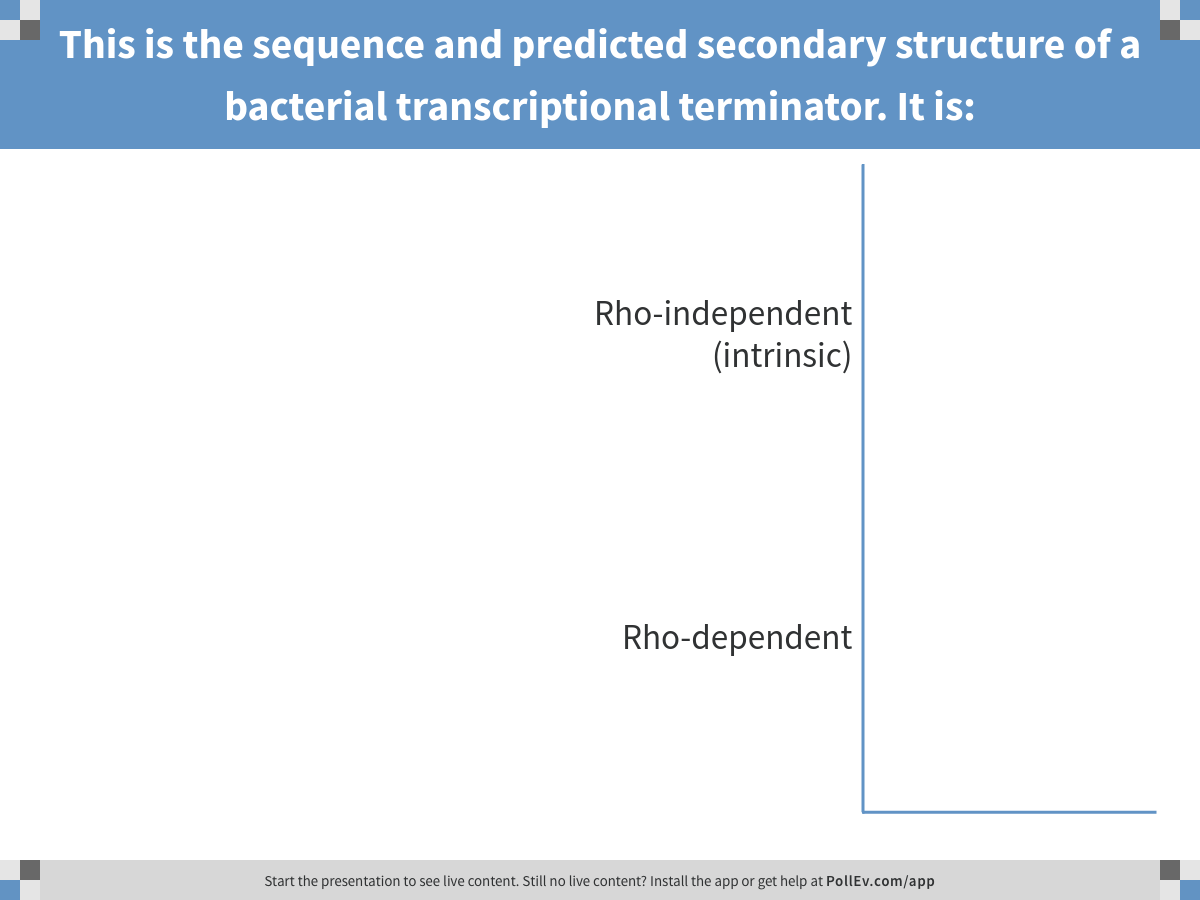 This is the sequence and predicted secondary structure of a
bacterial transcriptional terminator. It is:
Rho-independent
(intrinsic)
Rho-dependent
Start the presentation to see live content. Still no live content? Install the app or get help at PollEv.com/app